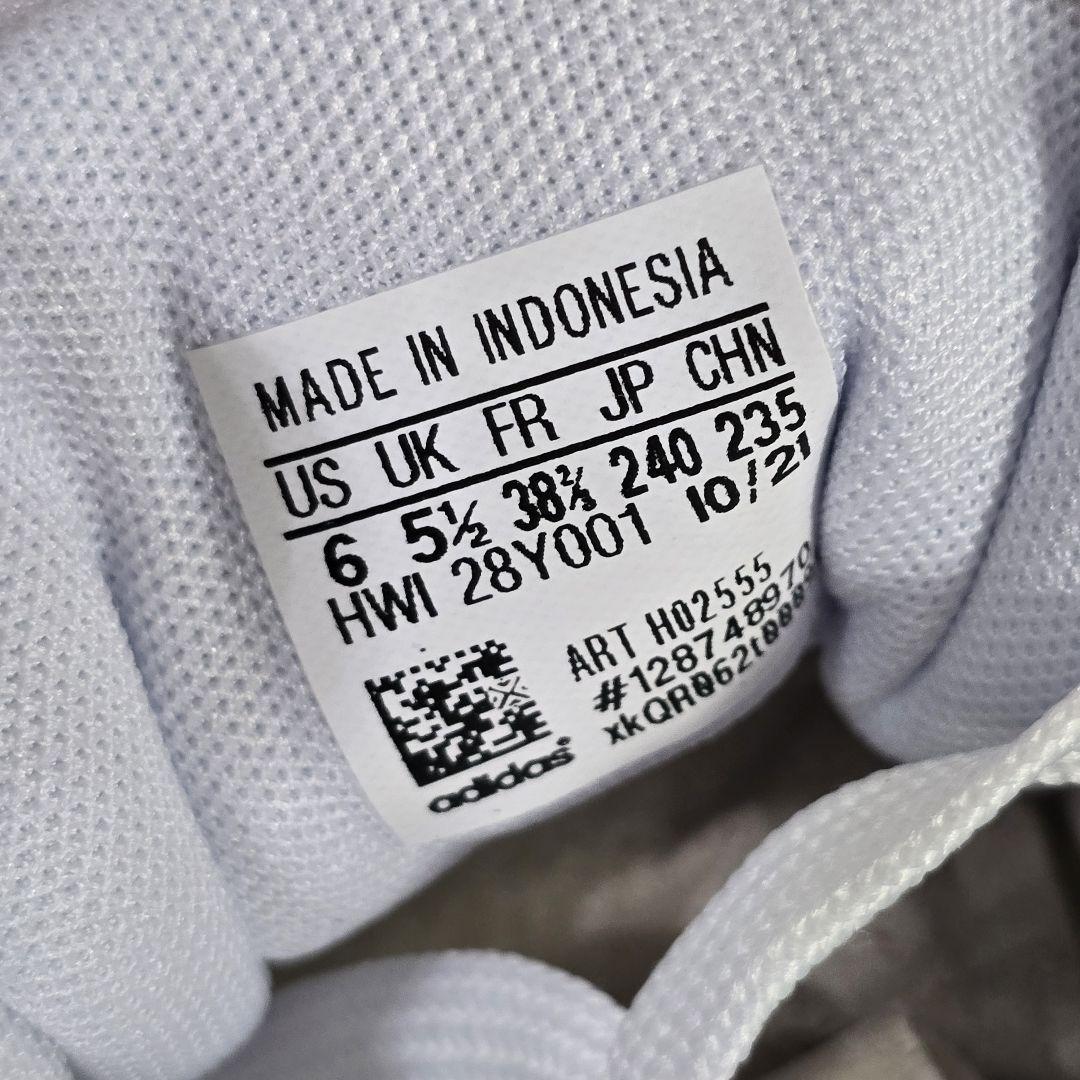 MADE IN INDONESIA
US UK FR JP CHN
6 5½ 38⅔ 240 235
HWI 28Y001 10/21
ART H02555
#128748970
adidas